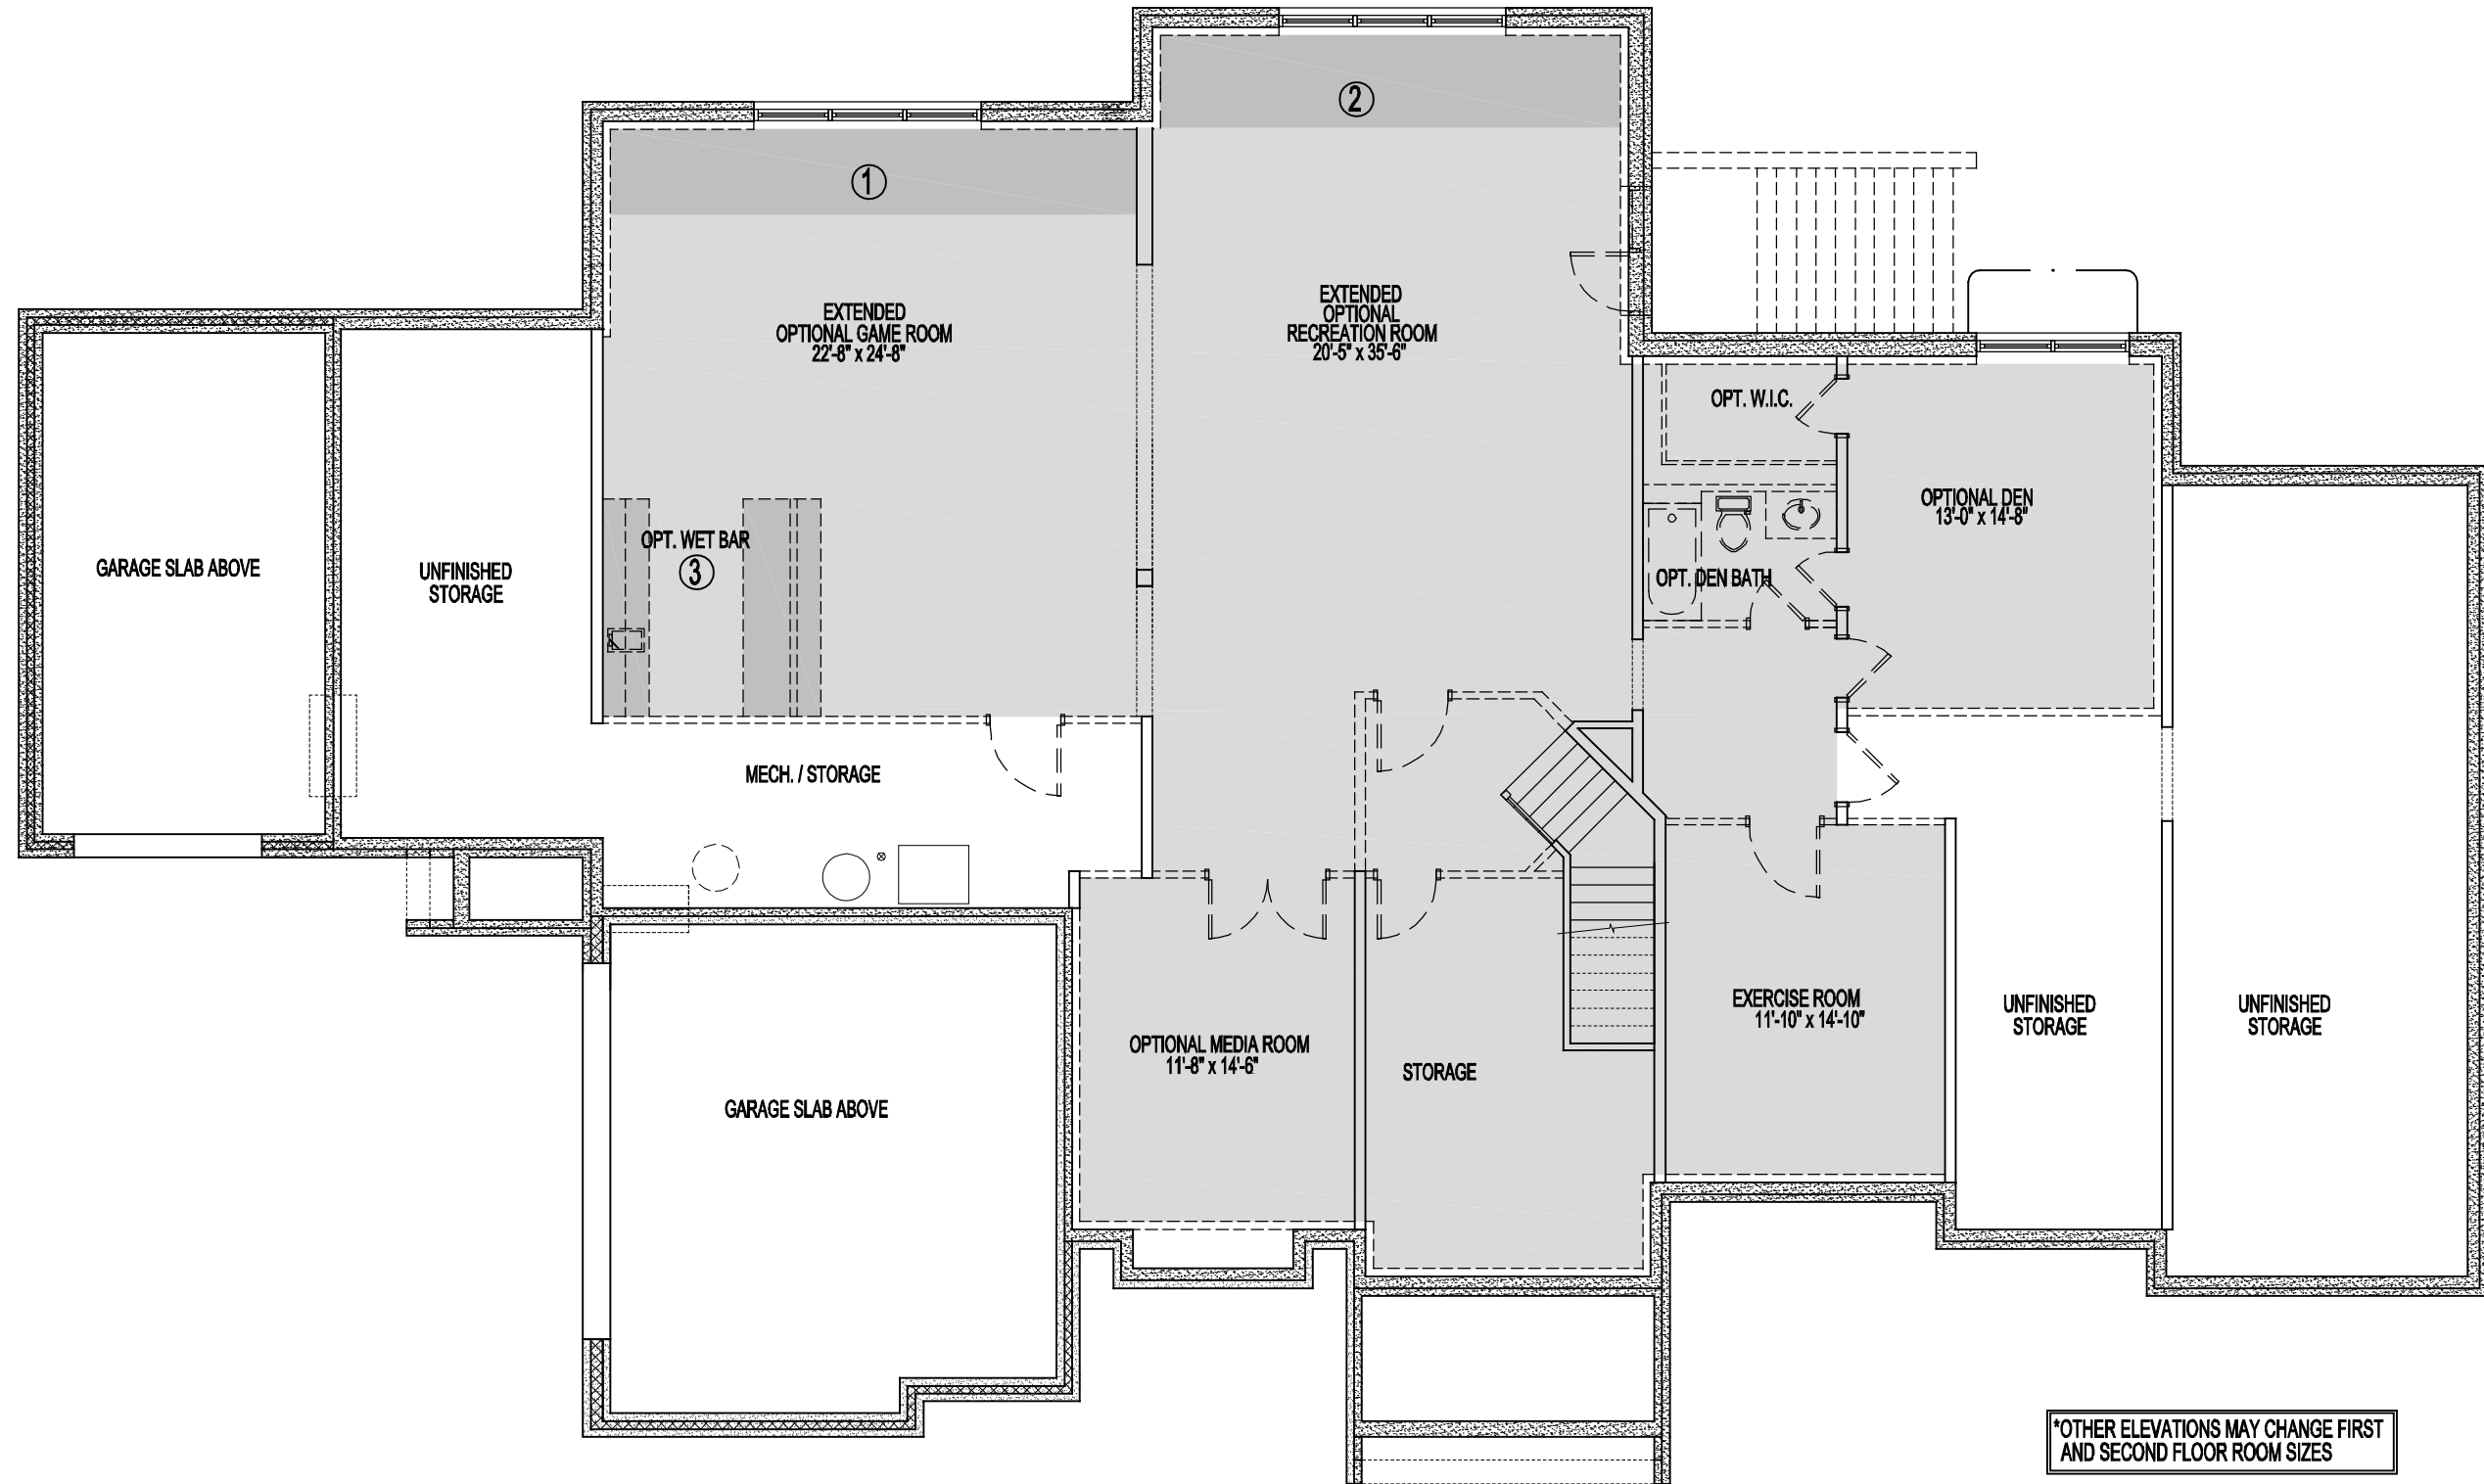 ②
①
EXTENDED
OPTIONAL GAME ROOM
22'-8" x 24'-8"
EXTENDED
OPTIONAL
RECREATION ROOM
20'-5" x 35'-6"
OPT. W.I.C.
OPTIONAL DEN
13'-0" x 14'-8"
OPT. WET BAR
③
OPT. DEN BATH
GARAGE SLAB ABOVE
UNFINISHED
STORAGE
MECH. / STORAGE
EXERCISE ROOM
11'-10" x 14'-10"
UNFINISHED
STORAGE
UNFINISHED
STORAGE
OPTIONAL MEDIA ROOM
11'-8" x 14'-6"
STORAGE
GARAGE SLAB ABOVE
*OTHER ELEVATIONS MAY CHANGE FIRST
AND SECOND FLOOR ROOM SIZES